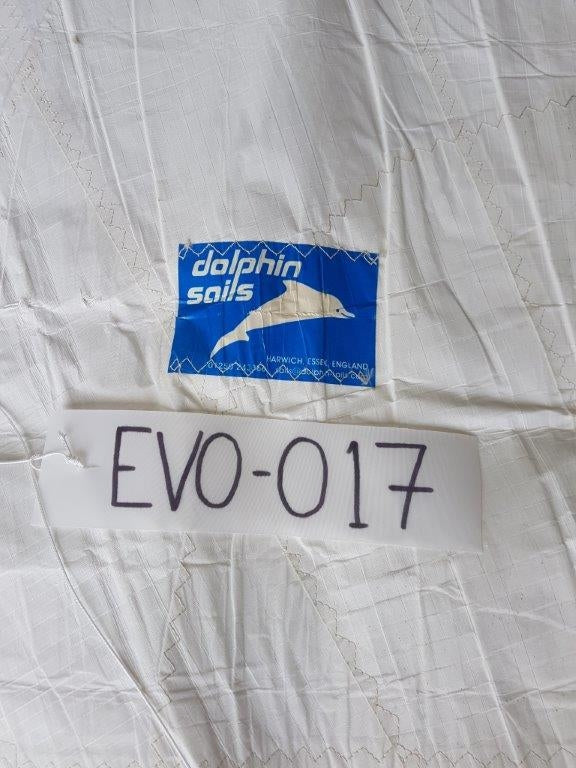 dolphin
sails
HARWICH, ESSEX, ENGLAND
EVO-017